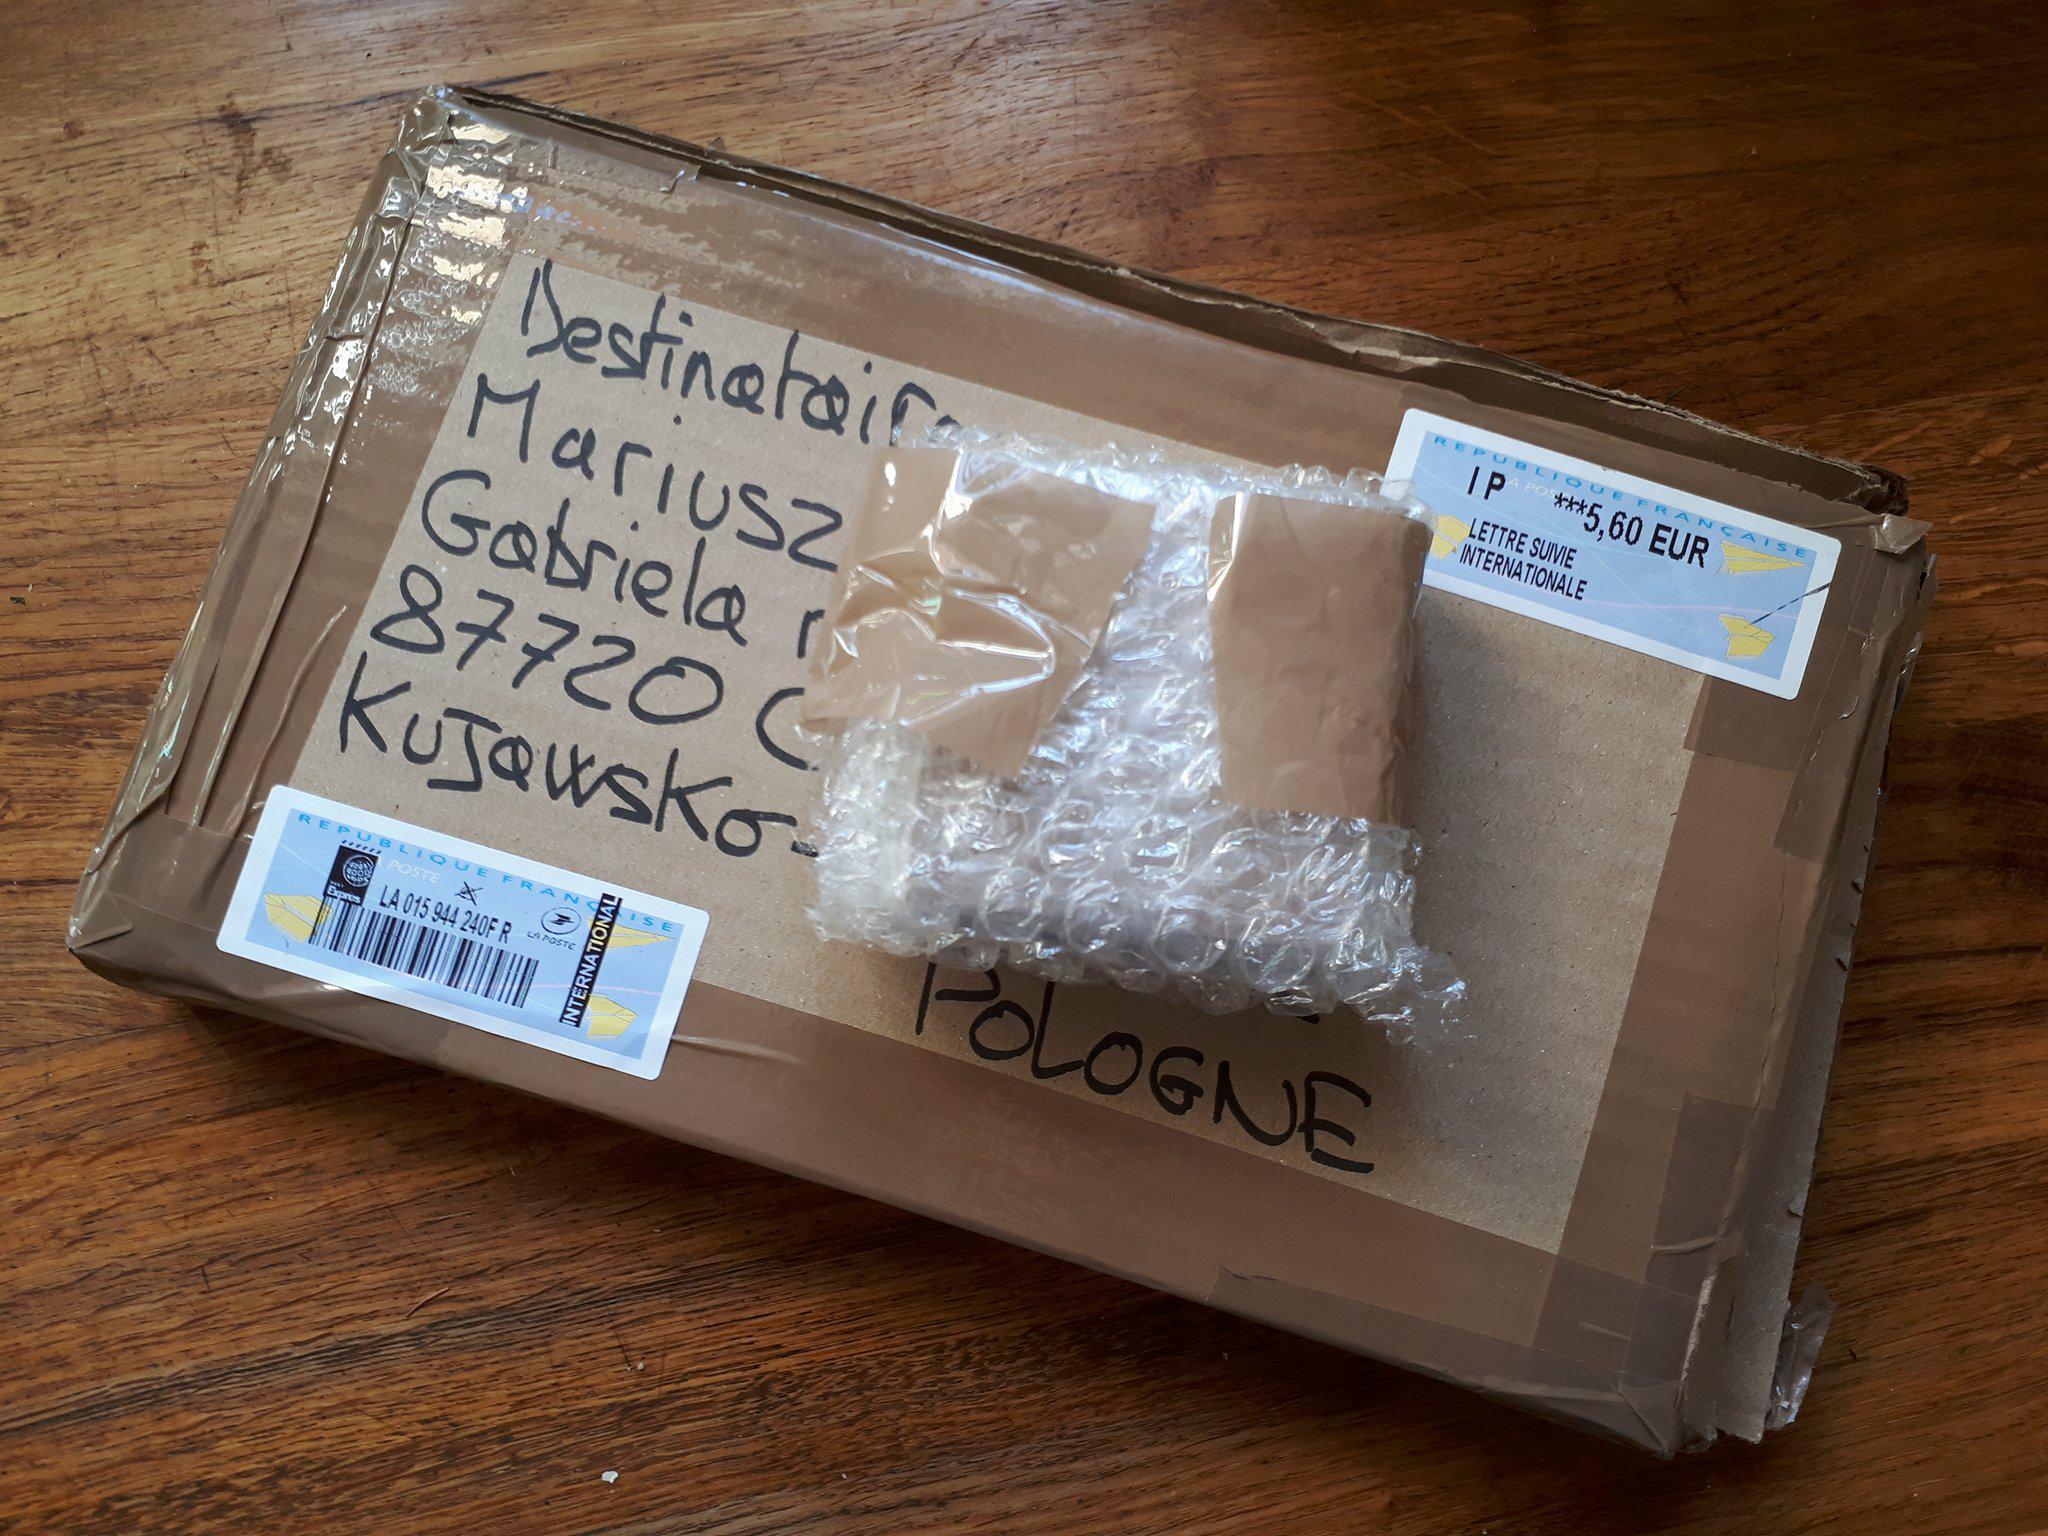 Destinataire
Mariusz
Gabriela
87720 C
Kujawsko-
POLOGNE
REPUBLIQUE FRANÇAISE
LA POSTE
IP ***5,60 EUR
LETTRE SUIVIE
INTERNATIONALE
REPUBLIQUE FRANÇAISE
POSTE
LA 015 944 240F R
LA POSTE
INTERNATIONAL